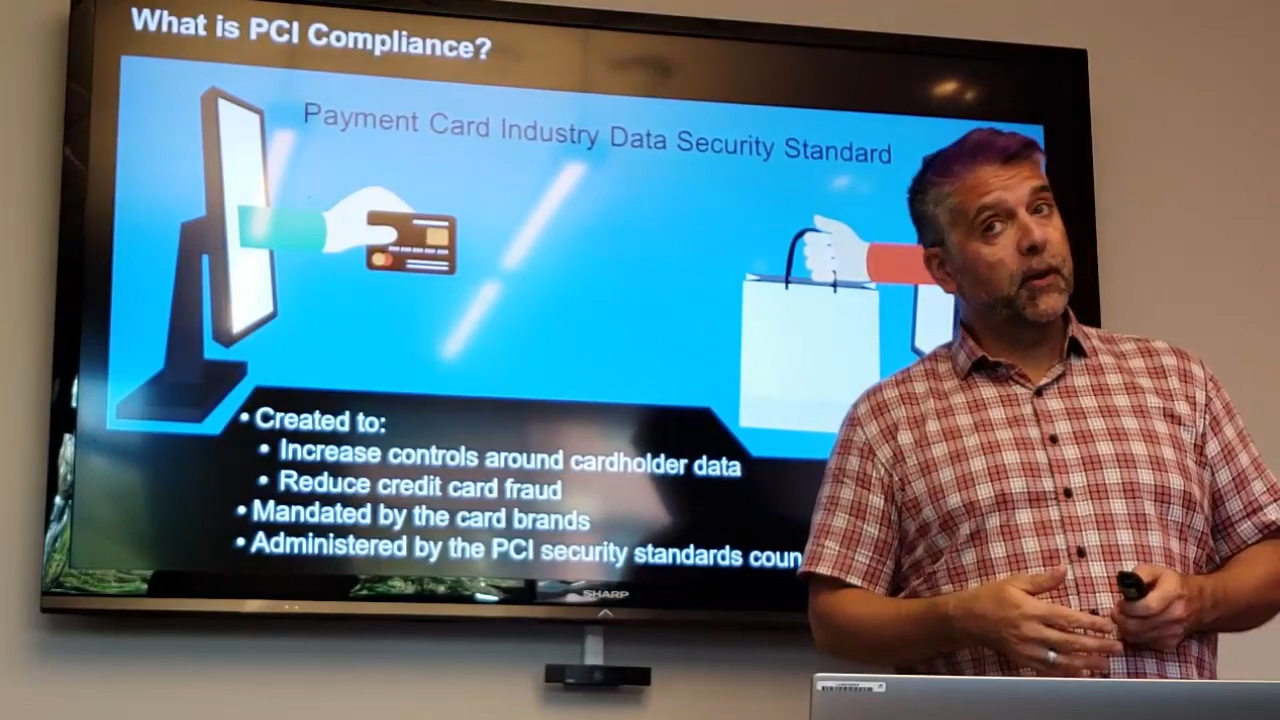 What is PCI Compliance?
Payment Card Industry Data Security Standard
• Created to:
• Increase controls around cardholder data
• Reduce credit card fraud
• Mandated by the card brands
• Administered by the PCI security standards coun
SHARP